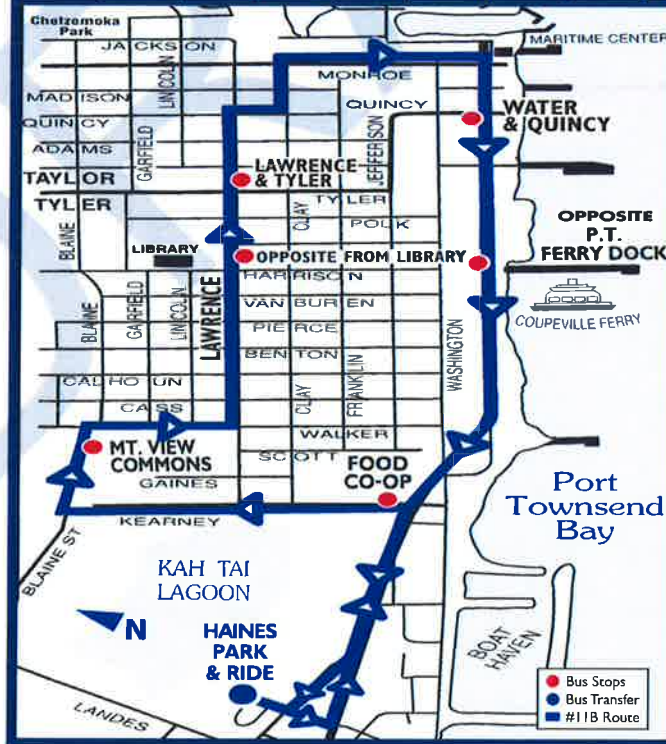 Chetzemoka
Park
JACKSON
MARITIME CENTER
LINCOLN
MONROE
MADISON
QUINCY
QUINCY
WATER
& QUINCY
ADAMS
GARFIELD
JEFFERSON
TAYLOR
LAWRENCE
& TYLER
TYLER
TYLER
CLAY
POLK
OPPOSITE
P.T.
FERRY DOCK
BLAINE
LIBRARY
OPPOSITE FROM LIBRARY
HARRISON
COUPEVILLE FERRY
BLAINE
GARFIELD
LINCOLN
LAWRENCE
VAN BUREN
PIERCE
BENTON
WASHINGTON
CALHOUN
CLAY
FRANKLIN
CASS
WALKER
MT. VIEW
COMMONS
SCOTT
FOOD
CO-OP
GAINES
KEARNEY
Port
Townsend
Bay
BLAINE ST
KAH TAI
LAGOON
N
HAINES
PARK
& RIDE
BOAT
HAVEN
LANDES
Bus Stops
Bus Transfer
#11B Route